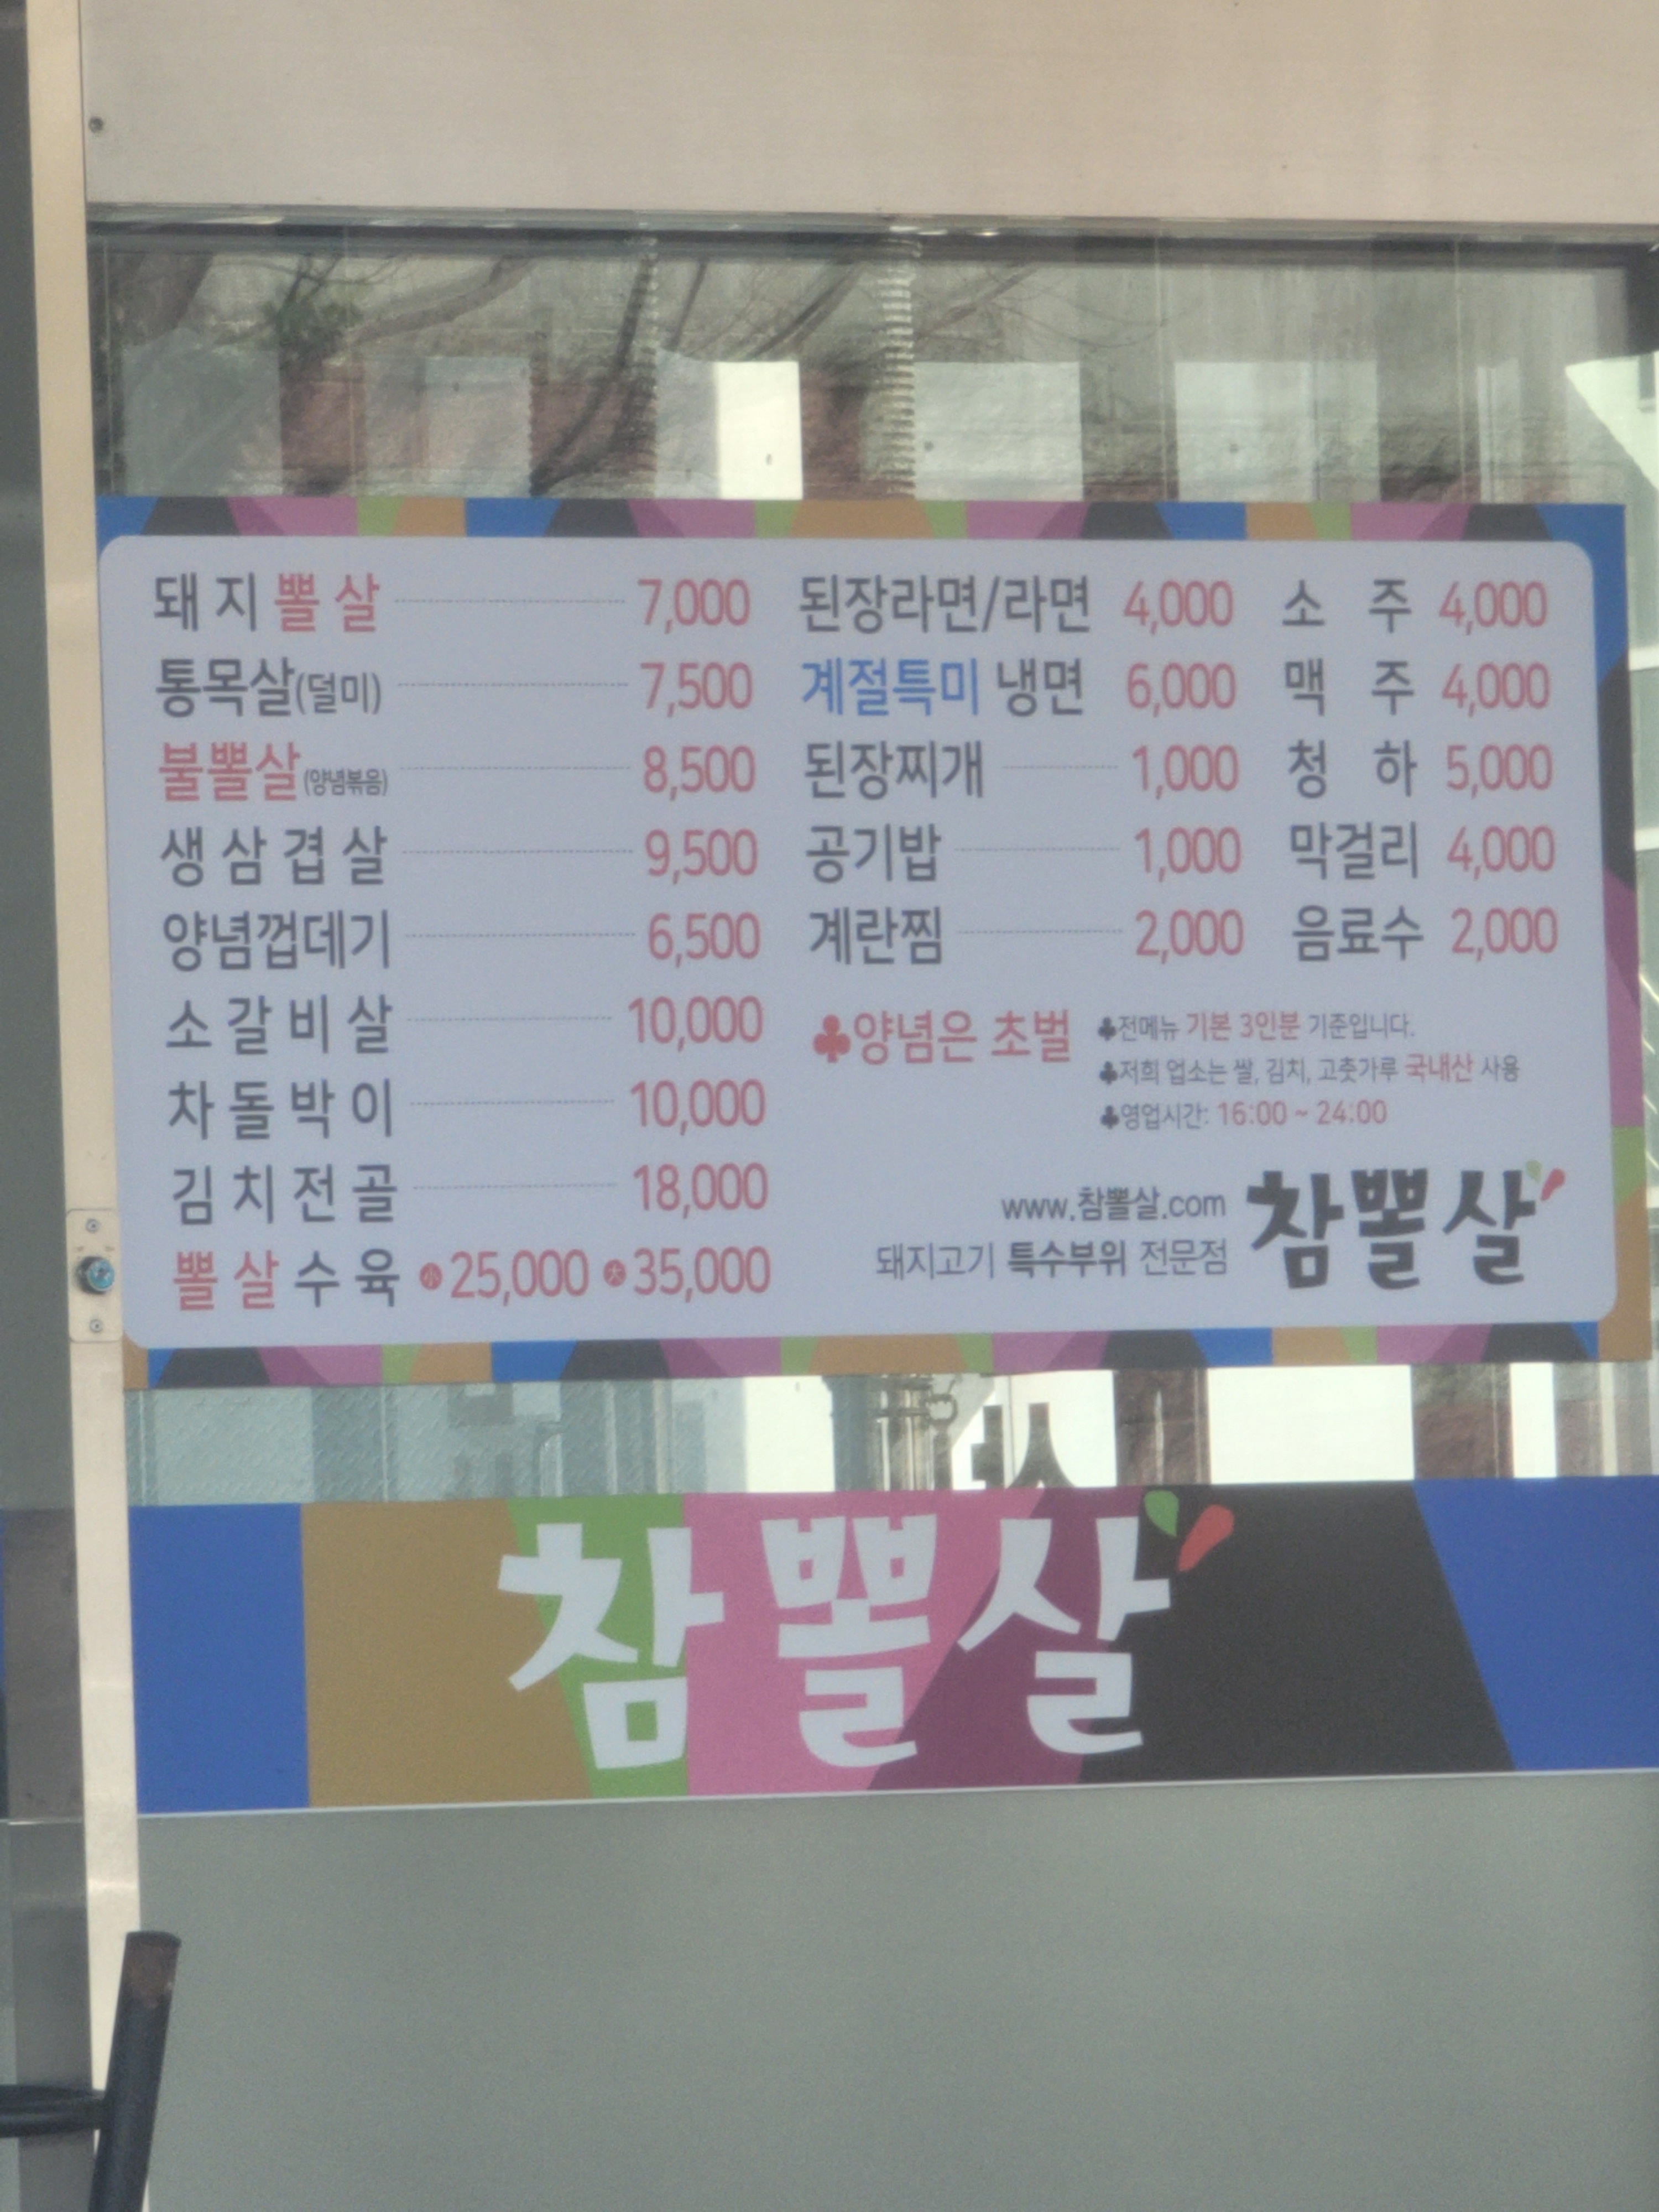 돼지뽈살 7,000
통목살(덜미) 7,500
불뽈살(양념볶음) 8,500
생삼겹살 9,500
양념껍데기 6,500
소갈비살 10,000
차돌박이 10,000
김치전골 18,000
뽈살수육 小 25,000 大 35,000
된장라면/라면 4,000
계절특미 냉면 6,000
된장찌개 1,000
공기밥 1,000
계란찜 2,000
소주 4,000
맥주 4,000
청하 5,000
막걸리 4,000
음료수 2,000
♣양념은 초벌
♣전메뉴 기본 3인분 기준입니다.
♣저희 업소는 쌀, 김치, 고춧가루 국내산 사용
♣영업시간: 16:00 ~ 24:00
www.참뽈살.com
돼지고기 특수부위 전문점
참뽈살
참뽈살